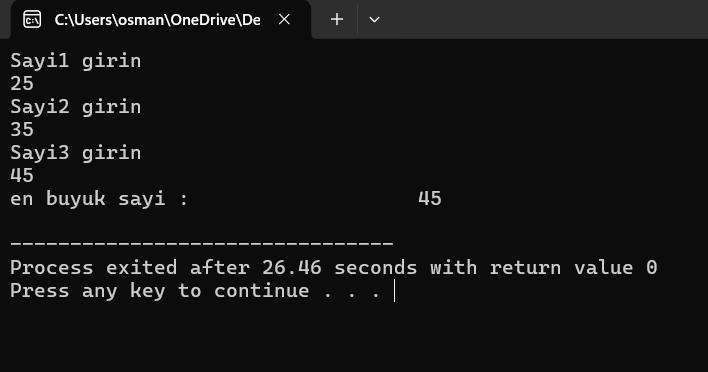 C:\Users\osman\OneDrive\De
Sayi1 girin
25
Sayi2 girin
35
Sayi3 girin
45
en buyuk sayi :                   45
--------------------------------
Process exited after 26.46 seconds with return value 0
Press any key to continue . . .